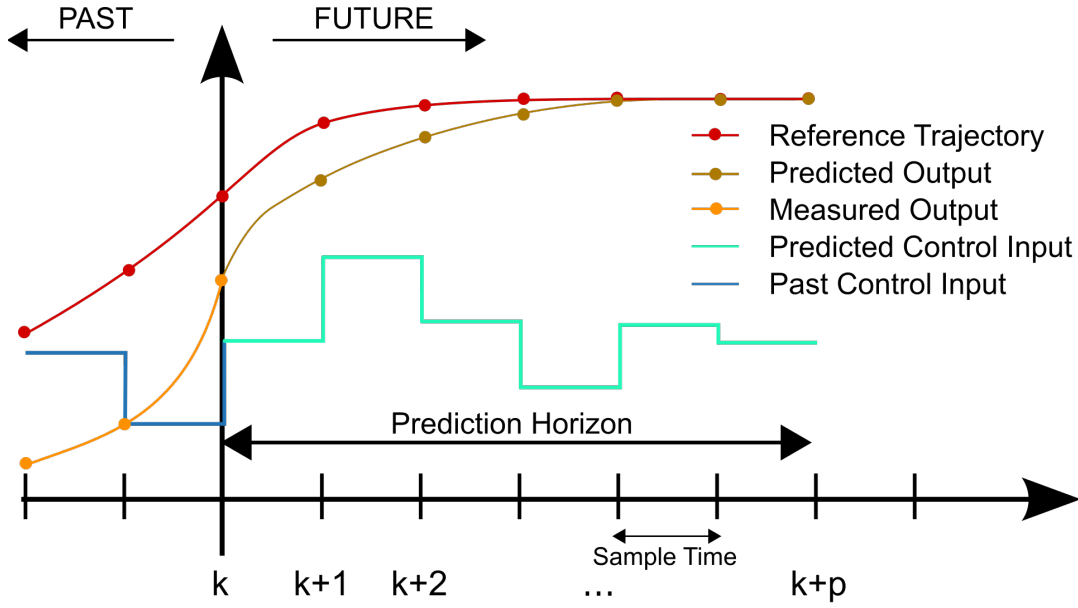 PAST
FUTURE
Reference Trajectory
Predicted Output
Measured Output
Predicted Control Input
Past Control Input
Prediction Horizon
Sample Time
k
k+1
k+2
...
k+p